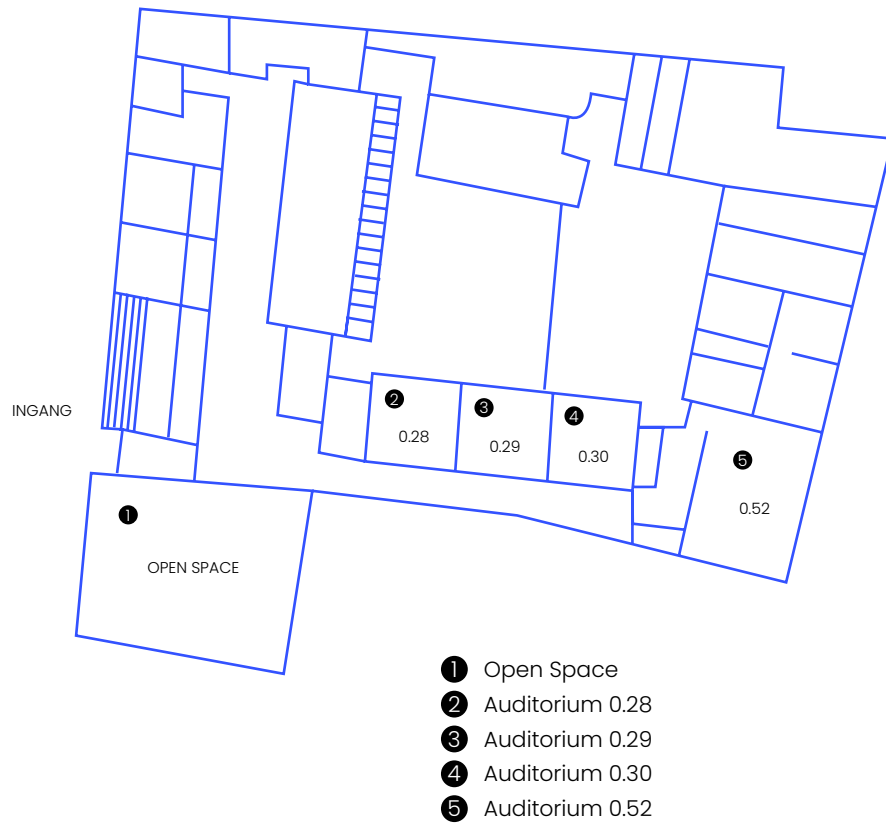 2
0.28
3
0.29
4
0.30
INGANG
5
0.52
1
OPEN SPACE
1 Open Space
2 Auditorium 0.28
3 Auditorium 0.29
4 Auditorium 0.30
5 Auditorium 0.52